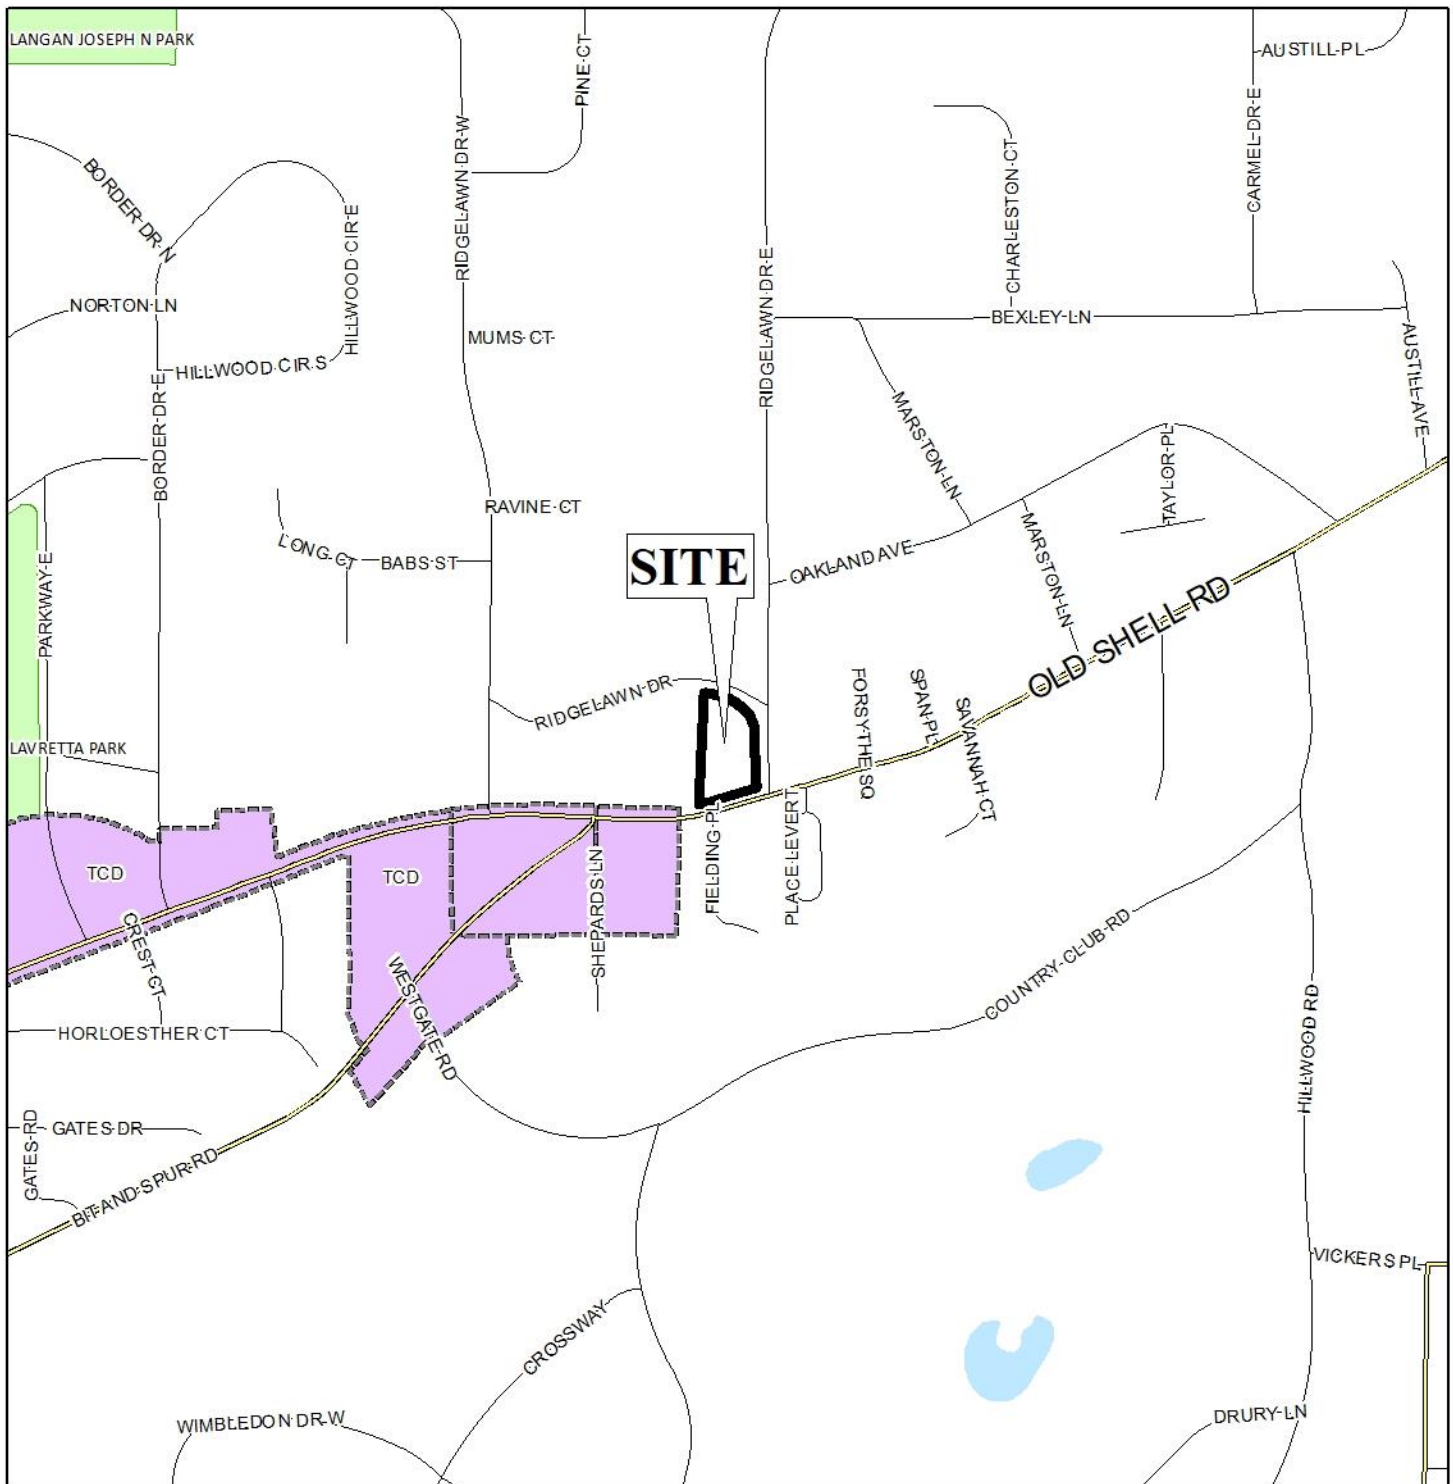 LANGAN JOSEPH N PARK
AUSTILL PL
PINE CT
CARMEL DR E
RIDGELAWN DR W
CHARLESTON CT
BORDER DR N
HILLWOOD CIR E
RIDGELAWN DR E
NORTON LN
BEXLEY LN
MUMS CT
HILLWOOD CIR S
AUSTILL AVE
BORDER DR E
MARSTON LN
TAYLOR PL
RAVINE CT
LONG CT
BABS ST
SITE
OAKLAND AVE
MARSTON LN
PARKWAY E
OLD SHELL RD
RIDGELAWN DR
FORSYTHE SQ
SPAN PL
SAVANNAH CT
LAVRETTA PARK
TCD
TCD
FIELDING PL
PLACE LEVERT
SHEPARDS LN
CREST CT
WESTGATE RD
COUNTRY CLUB RD
HORLOESTHER CT
HILLWOOD RD
GATES RD
GATES DR
BIT AND SPUR RD
VICKERS PL
CROSSWAY
WIMBLEDON DR W
DRURY LN